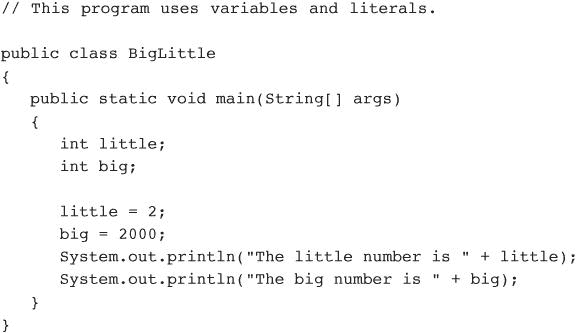 // This program uses variables and literals.
public class BigLittle
{
public static void main(String[] args)
{
int little;
int big;
little = 2;
big = 2000;
System.out.println("The little number is " + little);
System.out.println("The big number is " + big);
}
}